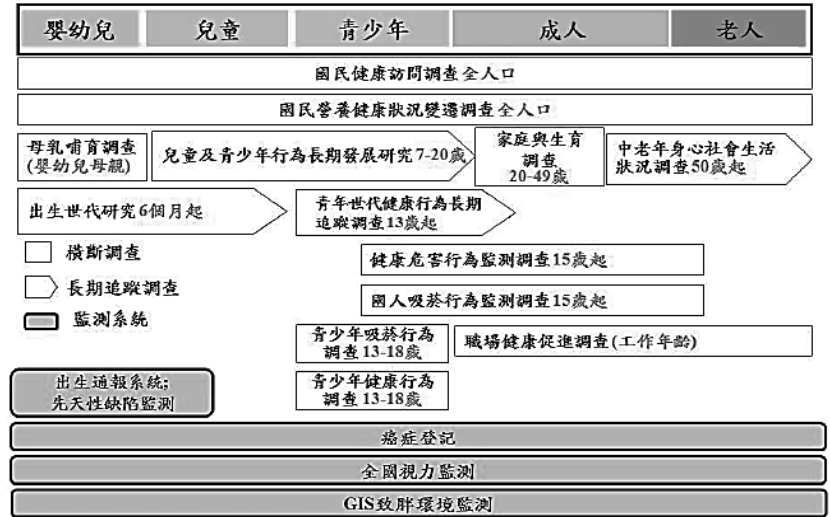 嬰幼兒
兒童
青少年
成人
老人
國民健康訪問調查全人口
國民營養健康狀況變遷調查全人口
母乳哺育調查
(嬰幼兒母親)
兒童及青少年行為長期發展研究7-20歲
家庭與生育
調查
20-49歲
中老年身心社會生活
狀況調查50歲起
出生世代研究6個月起
青年世代健康行為長期
追蹤調查13歲起
橫斷調查
長期追蹤調查
監測系統
健康危害行為監測調查15歲起
國人吸菸行為監測調查15歲起
青少年吸菸行為
調查13-18歲
職場健康促進調查(工作年齡)
出生通報系統;
先天性缺陷監測
青少年健康行為
調查13-18歲
癌症登記
全國視力監測
GIS致胖環境監測